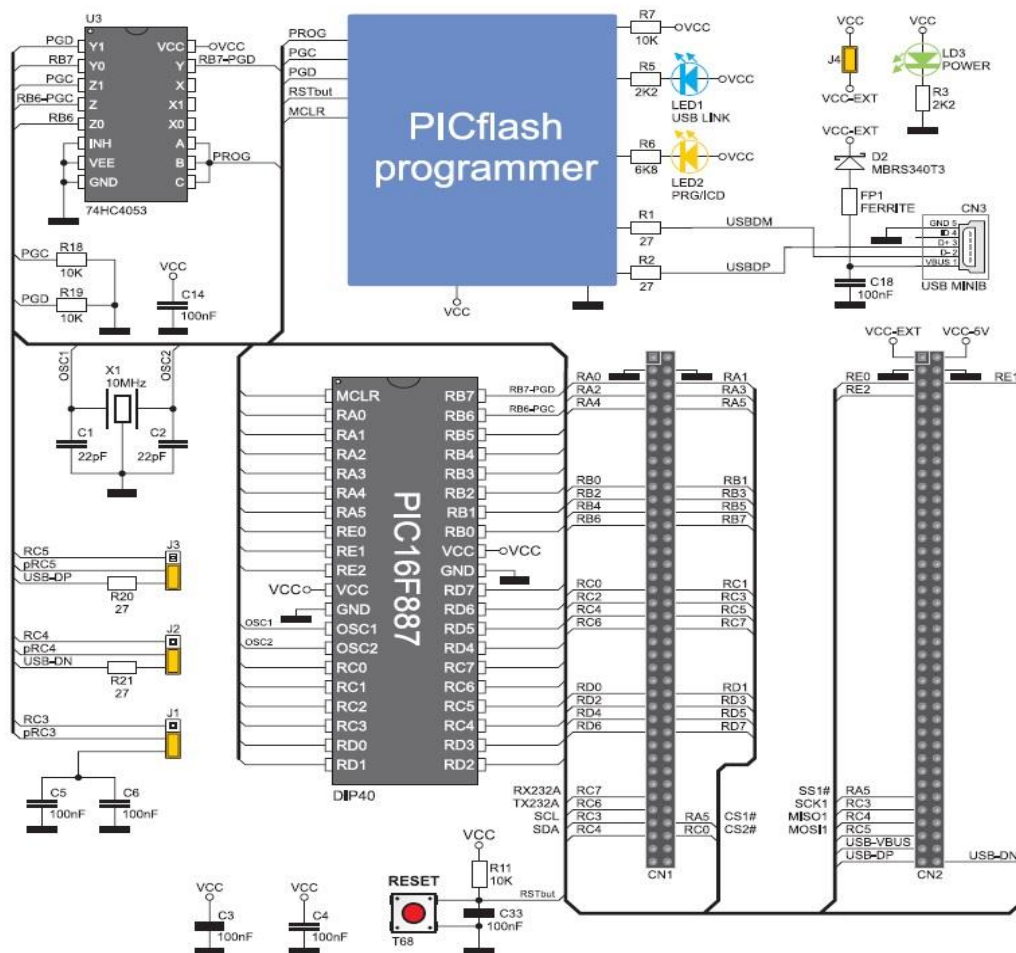 U3
PGD
Y1
VCC
VCC
RB7
Y0
Y
RB7-PGD
PGC
Z1
X
RB6-PGC
Z
X1
RB6
Z0
X0
INH
A
VEE
B
PROG
GND
C
74HC4053
PROG
PGC
PGD
RSTbut
MCLR
PICflash
programmer
VCC
R7
10K
VCC
R5
2K2
VCC
LED1
USB LINK
R6
6K8
VCC
LED2
PRG/ICD
R1
27
USBDM
R2
27
USBDP
VCC
J4
VCC-EXT
VCC
LD3
POWER
R3
2K2
VCC-EXT
D2
MBRS340T3
FP1
FERRITE
CN3
GND 5
ID 4
D+ 3
D- 2
VBUS 1
USB MINIB
C18
100nF
PGC
R18
10K
PGD
R19
10K
VCC
C14
100nF
OSC1
OSC2
X1
10MHz
C1
22pF
C2
22pF
RC5
pRC5
USB-DP
J3
R20
27
RC4
pRC4
USB-DN
J2
R21
27
RC3
pRC3
J1
C5
100nF
C6
100nF
MCLR
RA0
RA1
RA2
RA3
RA4
RA5
RE0
RE1
RE2
VCC
VCC
GND
OSC1
OSC1
OSC2
OSC2
RC0
RC1
RC2
RC3
RD0
RD1
PIC16F887
RB7
RB6
RB5
RB4
RB3
RB2
RB1
RB0
VCC
VCC
GND
RD7
RD6
RD5
RD4
RC7
RC6
RC5
RC4
RD3
RD2
DIP40
RB7-PGD
RB6-PGC
RA0
RA1
RA2
RA3
RA4
RA5
RB0
RB1
RB2
RB3
RB4
RB5
RB6
RB7
RC0
RC1
RC2
RC3
RC4
RC5
RC6
RC7
RD0
RD1
RD2
RD3
RD4
RD5
RD6
RD7
RX232A
RC7
TX232A
RC6
SCL
RC3
RA5
CS1#
SDA
RC4
RC0
CS2#
CN1
VCC-EXT
VCC-5V
RE0
RE1
RE2
SS1#
RA5
SCK1
RC3
MISO1
RC4
MOSI1
RC5
USB-VBUS
USB-DP
USB-DN
CN2
VCC
C3
100nF
VCC
C4
100nF
VCC
R11
10K
RESET
RSTbut
C33
100nF
T68